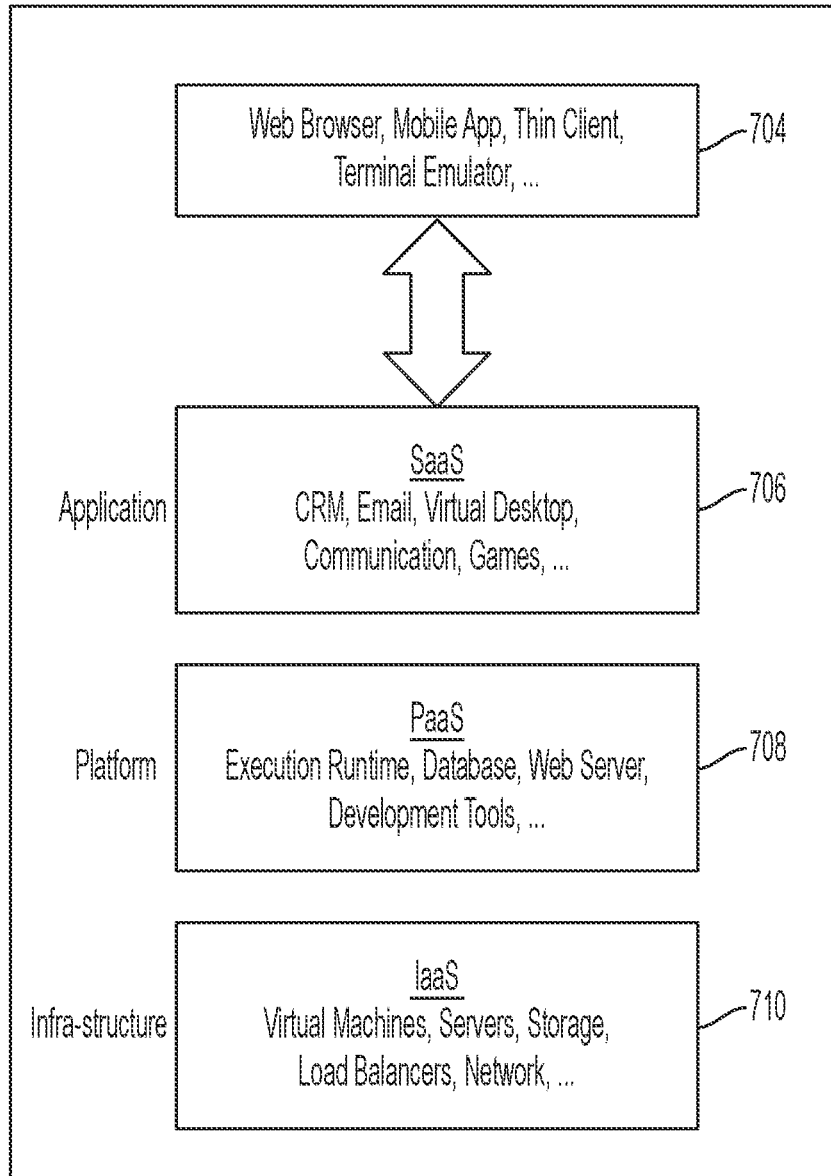 Web Browser, Mobile App, Thin Client,
Terminal Emulator, ...
704
Application
SaaS
CRM, Email, Virtual Desktop,
Communication, Games, ...
706
Platform
PaaS
Execution Runtime, Database, Web Server,
Development Tools, ...
708
Infra-structure
IaaS
Virtual Machines, Servers, Storage,
Load Balancers, Network, ...
710